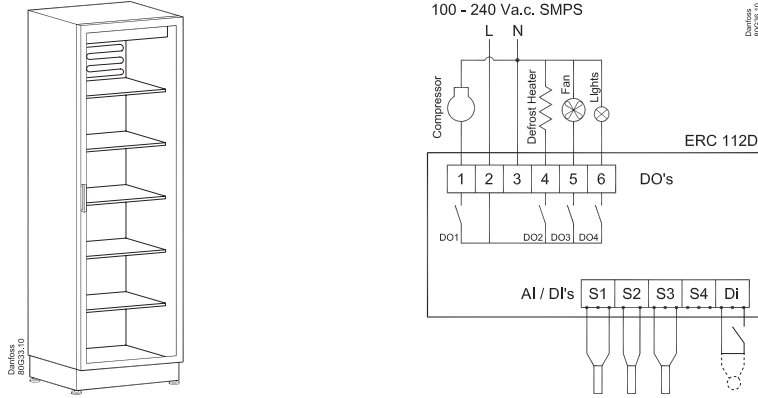 100 - 240 Va.c. SMPS
L N
Compressor
Defrost Heater
Fan
Lights
ERC 112D
1 2 3 4 5 6 DO's
DO1 DO2 DO3 DO4
AI / DI's S1 S2 S3 S4 Di
Danfoss
80G33.10
Danfoss